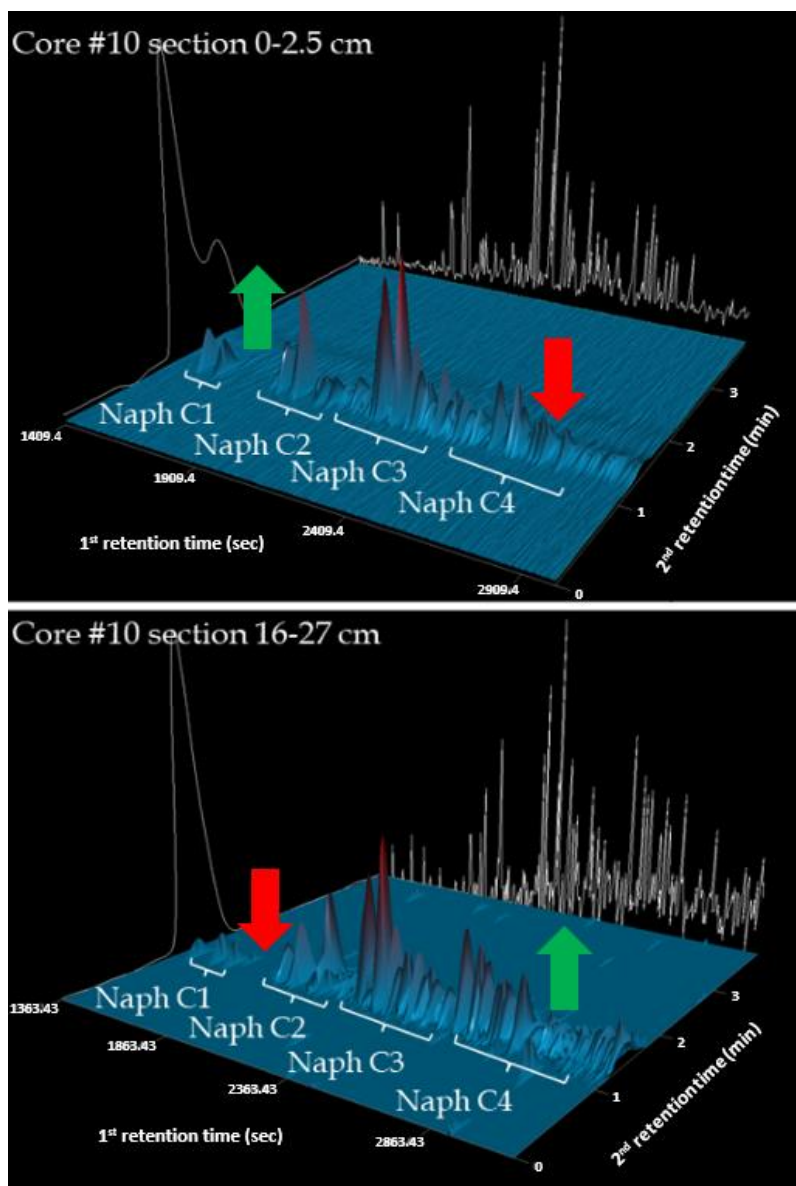 Core #10 section 0-2.5 cm
3
Naph C1
1409.4
2
Naph C2
1909.4
Naph C3
1
Naph C4
2nd retention time (min)
1st retention time (sec)
2409.4
2909.4
0
Core #10 section 16-27 cm
3
Naph C1
1363.43
2
Naph C2
1863.43
Naph C3
1
2363.43
Naph C4
2nd retention time (min)
1st retention time (sec)
2863.43
0